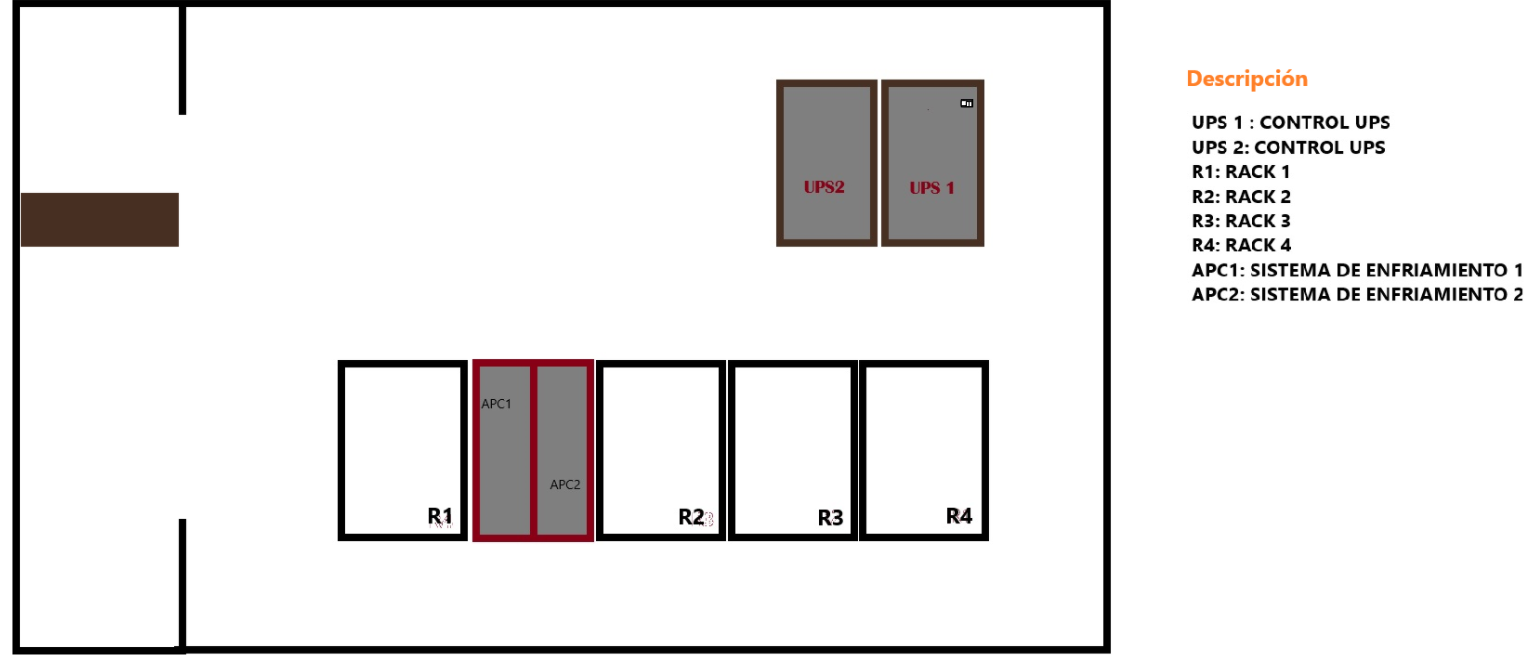 Descripción
UPS 1 : CONTROL UPS
UPS 2: CONTROL UPS
R1: RACK 1
R2: RACK 2
R3: RACK 3
R4: RACK 4
APC1: SISTEMA DE ENFRIAMIENTO 1
APC2: SISTEMA DE ENFRIAMIENTO 2
UPS2
UPS 1
APC1
APC2
R1
R2
R3
R4